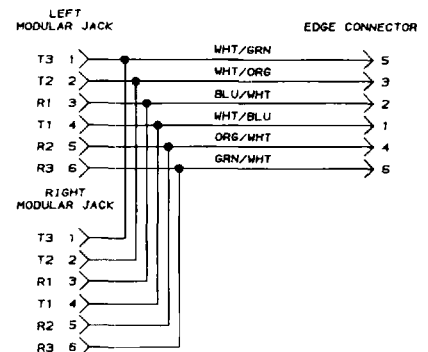 LEFT
MODULAR JACK
EDGE CONNECTOR
T3 1 WHT/GRN 5
T2 2 WHT/ORG 3
R1 3 BLU/WHT 2
T1 4 WHT/BLU 1
R2 5 ORG/WHT 4
R3 6 GRN/WHT 6
RIGHT
MODULAR JACK
T3 1
T2 2
R1 3
T1 4
R2 5
R3 6